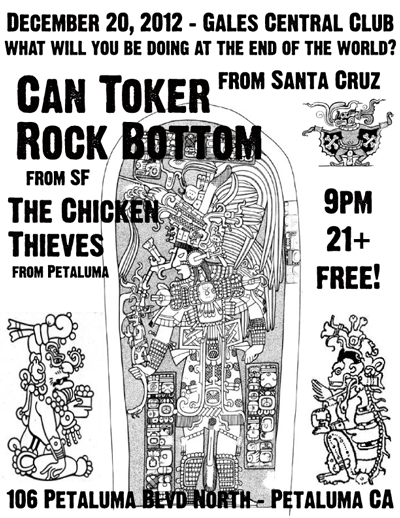 December 20, 2012 - Gales Central Club
what will you be doing at the end of the world?
Can Toker from Santa Cruz
Rock Bottom
from SF
The Chicken
Thieves
from Petaluma
9pm
21+
free!
106 Petaluma Blvd North - Petaluma CA